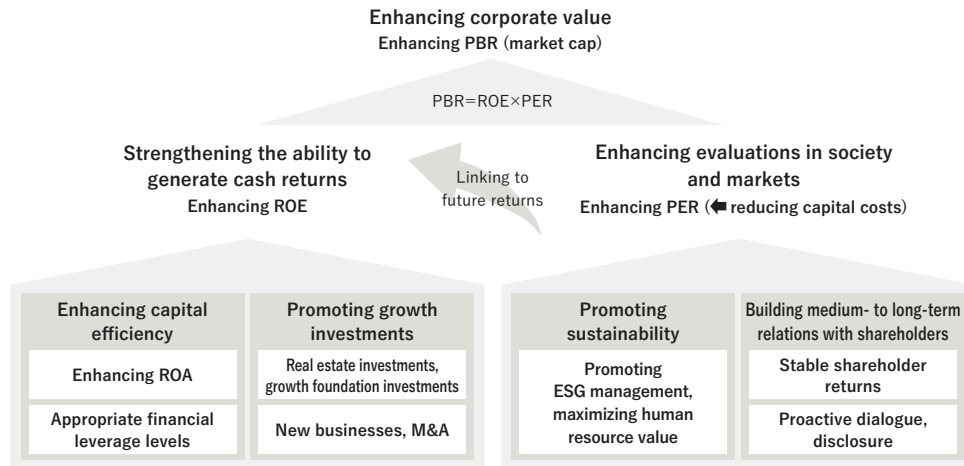 Enhancing corporate value
Enhancing PBR (market cap)
PBR=ROE×PER
Strengthening the ability to
generate cash returns
Enhancing ROE
Linking to
future returns
Enhancing evaluations in society
and markets
Enhancing PER (⬅ reducing capital costs)
Enhancing capital
efficiency
Enhancing ROA
Appropriate financial
leverage levels
Promoting growth
investments
Real estate investments,
growth foundation investments
New businesses, M&A
Promoting
sustainability
Promoting
ESG management,
maximizing human
resource value
Building medium- to long-term
relations with shareholders
Stable shareholder
returns
Proactive dialogue,
disclosure